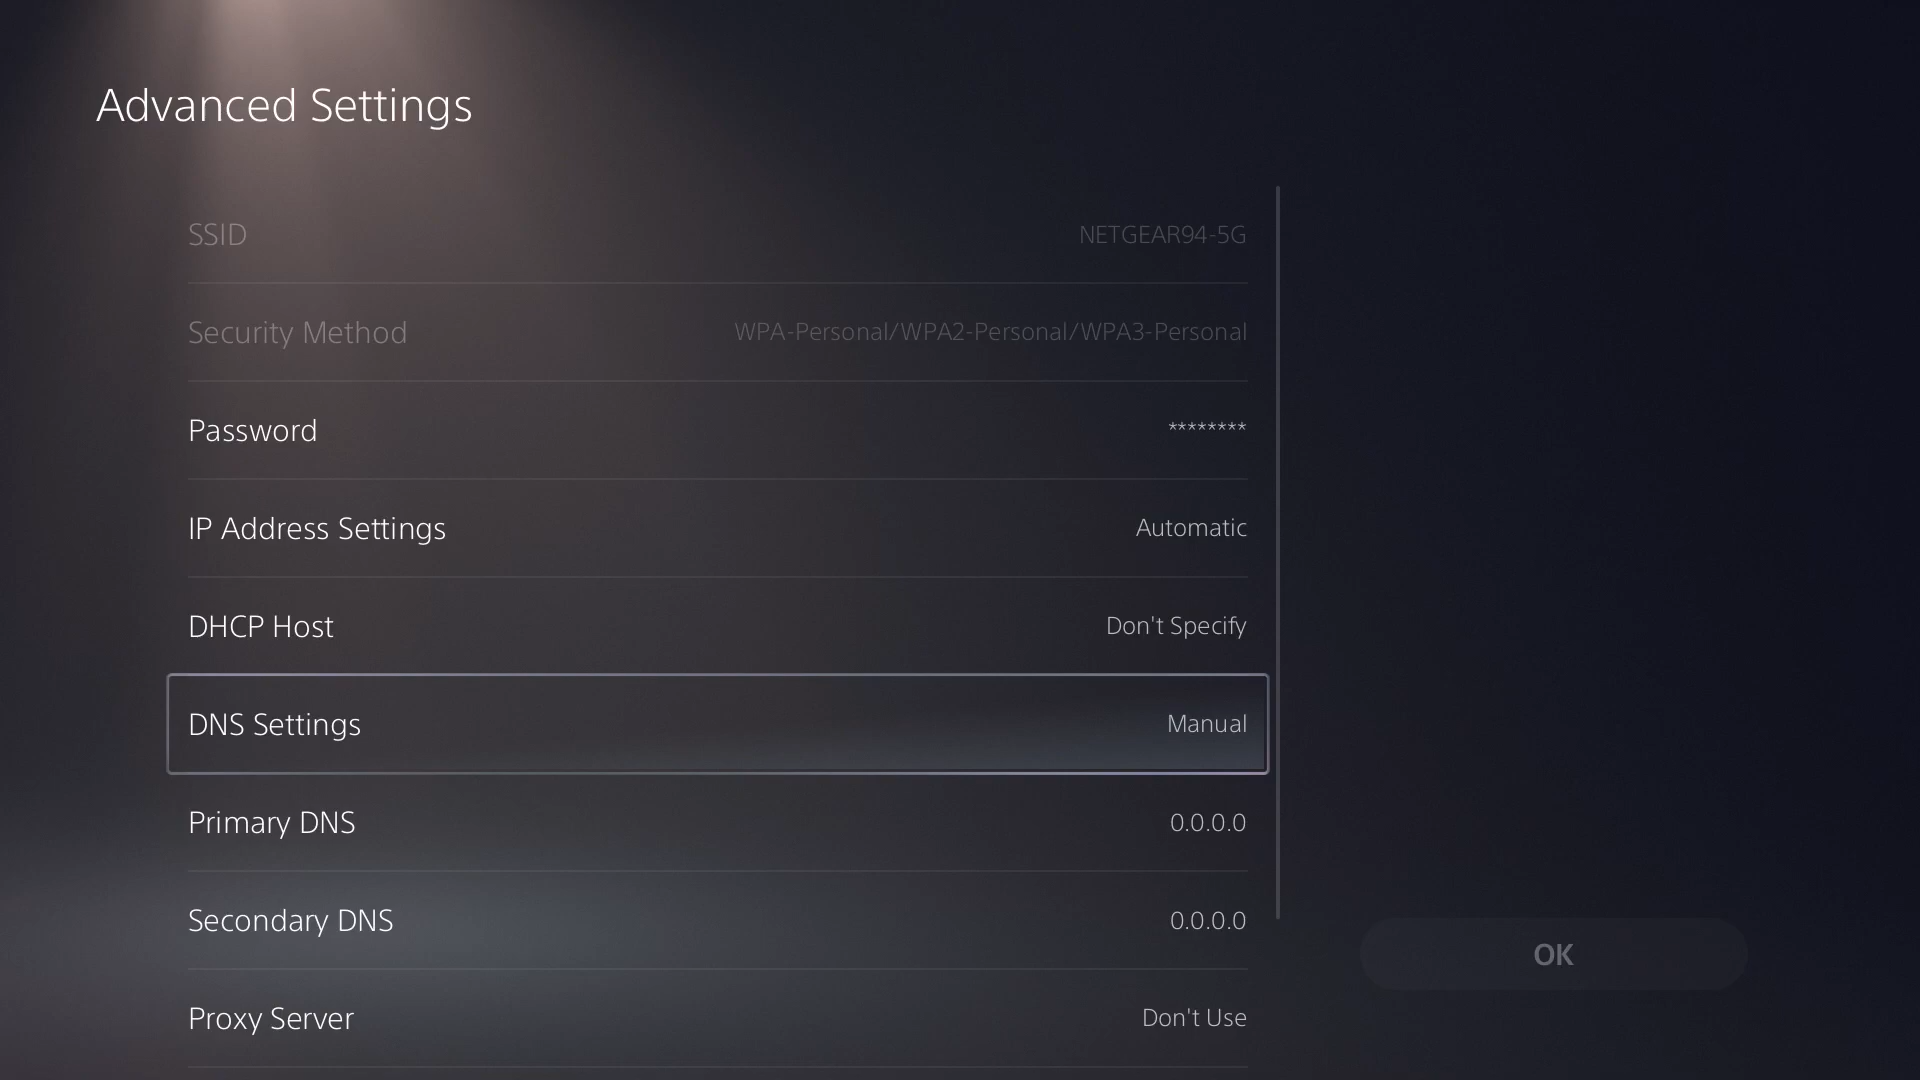 Advanced Settings
SSID NETGEAR94-5G
Security Method WPA-Personal/WPA2-Personal/WPA3-Personal
Password ********
IP Address Settings Automatic
DHCP Host Don't Specify
DNS Settings Manual
Primary DNS 0.0.0.0
Secondary DNS 0.0.0.0
OK
Proxy Server Don't Use